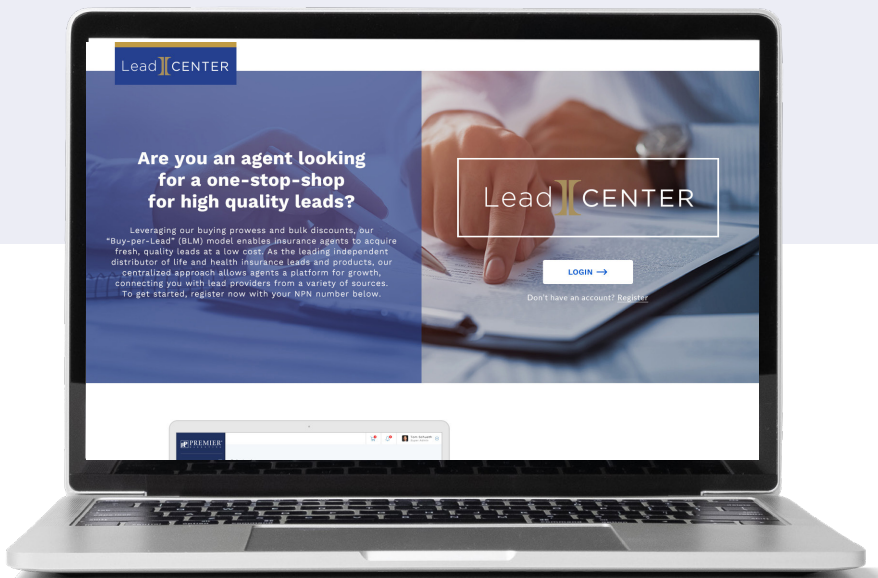 Lead CENTER
Are you an agent looking
for a one-stop-shop
for high quality leads?
Leveraging our buying prowess and bulk discounts, our
“Buy-per-Lead” (BLM) model enables insurance agents to acquire
fresh, quality leads at a low cost. As the leading independent
distributor of life and health insurance leads and products, our
centralized approach allows agents a platform for growth,
connecting you with lead providers from a variety of sources.
To get started, register now with your NPN number below.
Lead CENTER
LOGIN →
Don't have an account? Register
PREMIER